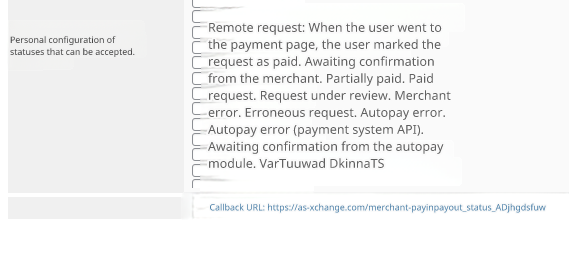 Personal configuration of
statuses that can be accepted.
Remote request: When the user went to
the payment page, the user marked the
request as paid. Awaiting confirmation
from the merchant. Partially paid. Paid
request. Request under review. Merchant
error. Erroneous request. Autopay error.
Autopay error (payment system API).
Awaiting confirmation from the autopay
module. VarTuuwad DkinnaTS
Callback URL: https://as-xchange.com/merchant-payinpayout_status_ADjhgdsfuw